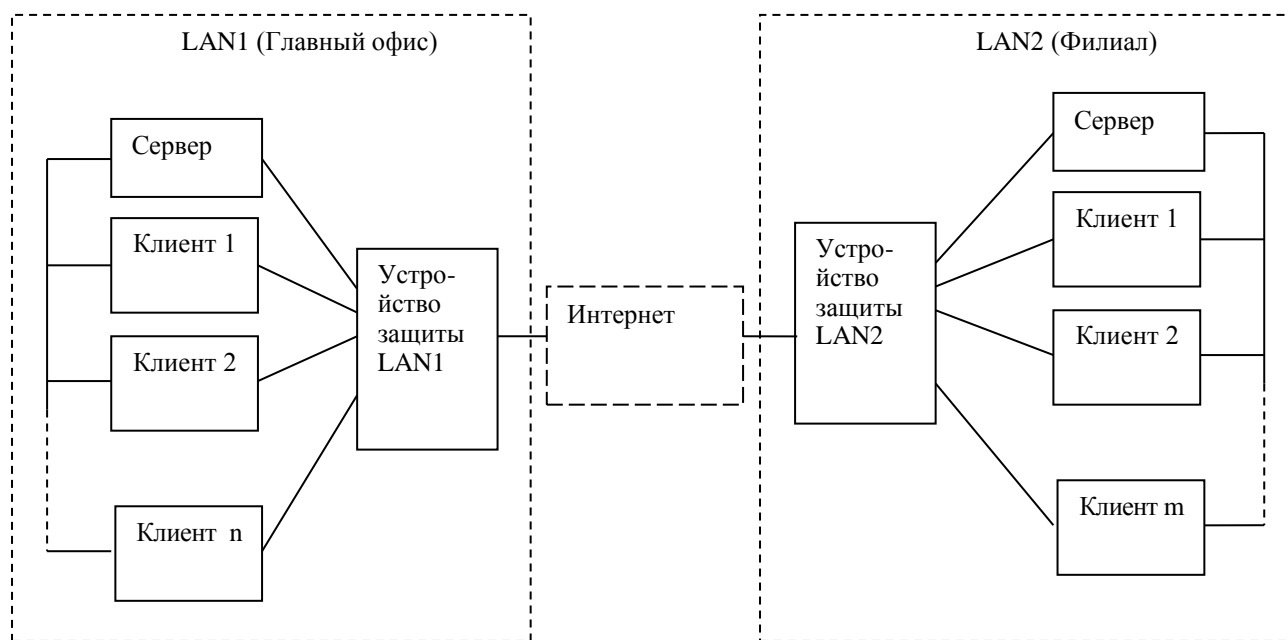 LAN1 (Главный офис)
Сервер
Клиент 1
Клиент 2
Клиент n
Устро-
йство
защиты
LAN1
Интернет
LAN2 (Филиал)
Устро-
йство
защиты
LAN2
Сервер
Клиент 1
Клиент 2
Клиент m